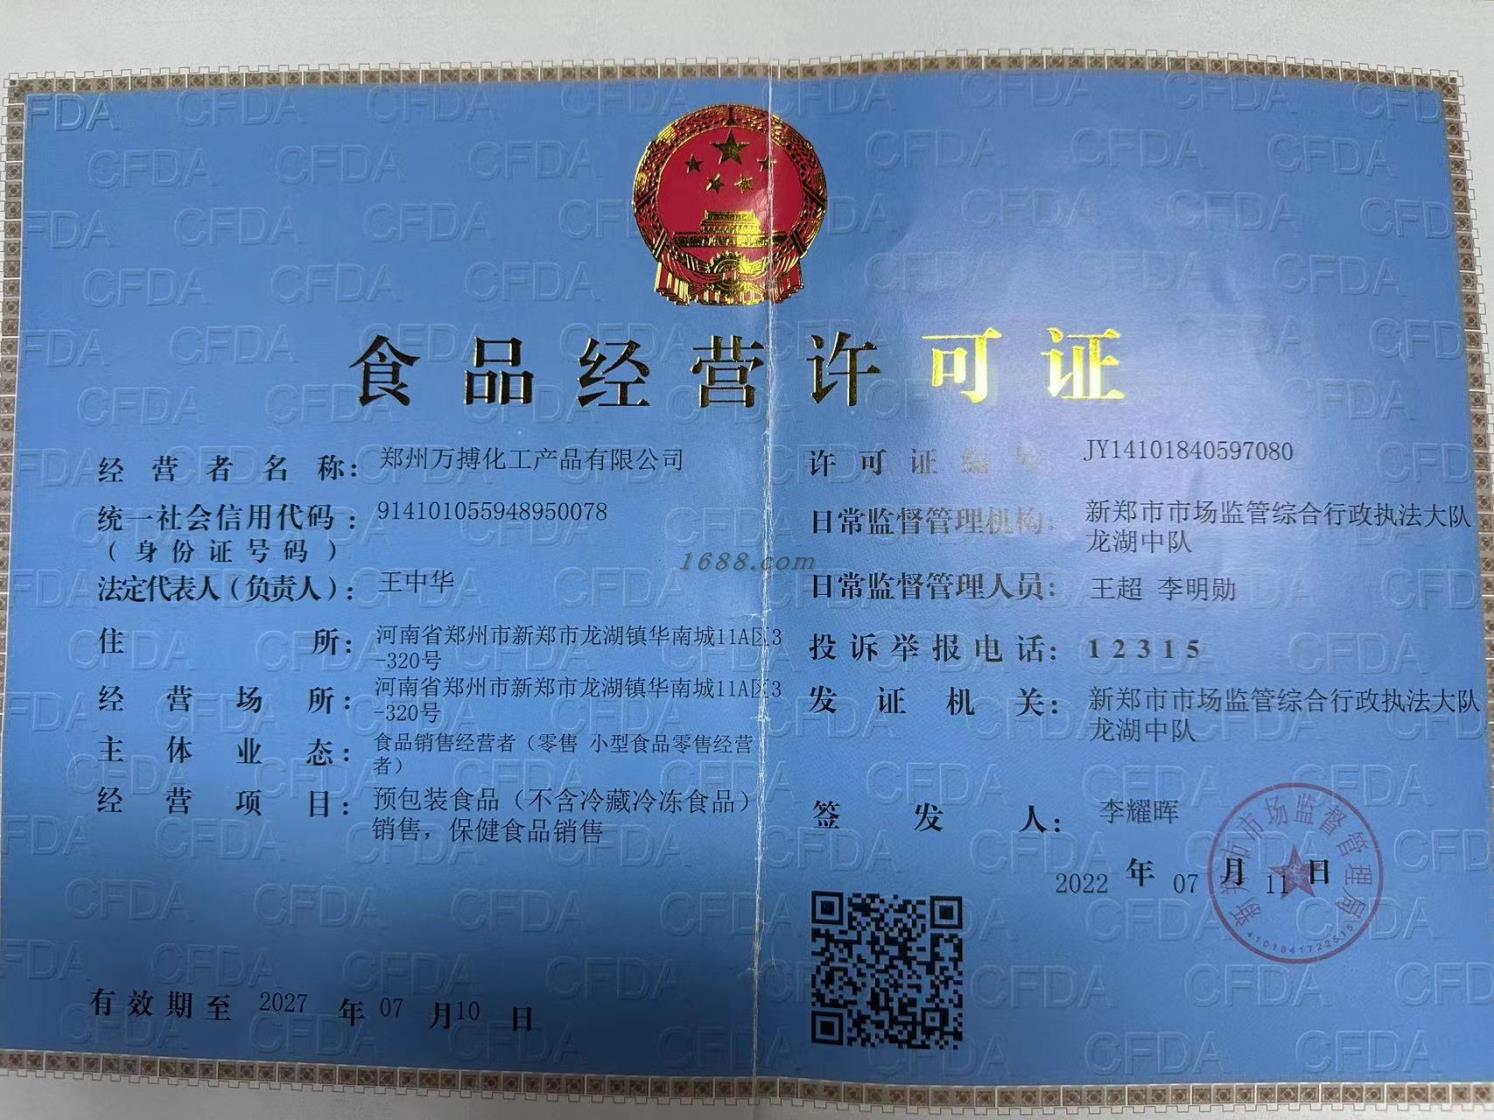 食品经营许可证
经营者名称：郑州万搏化工产品有限公司
统一社会信用代码：914101055948950078
（身份证号码）
法定代表人（负责人）：王中华
住所：河南省郑州市新郑市龙湖镇华南城11A区3
-320号
经营场所：河南省郑州市新郑市龙湖镇华南城11A区3
-320号
主体业态：食品销售经营者（零售 小型食品零售经营
者）
经营项目：预包装食品（不含冷藏冷冻食品）
销售，保健食品销售
有效期至 2027 年 07 月 10 日
许可证编号：JY14101840597080
日常监督管理机构：新郑市市场监管综合行政执法大队
龙湖中队
日常监督管理人员：王超 李明勋
投诉举报电话：12315
发证机关：新郑市市场监管综合行政执法大队
龙湖中队
签发人：李耀晖
2022 年 07 月 11 日
新郑市市场监督管理局
4101841722515
1688.com
CFDA